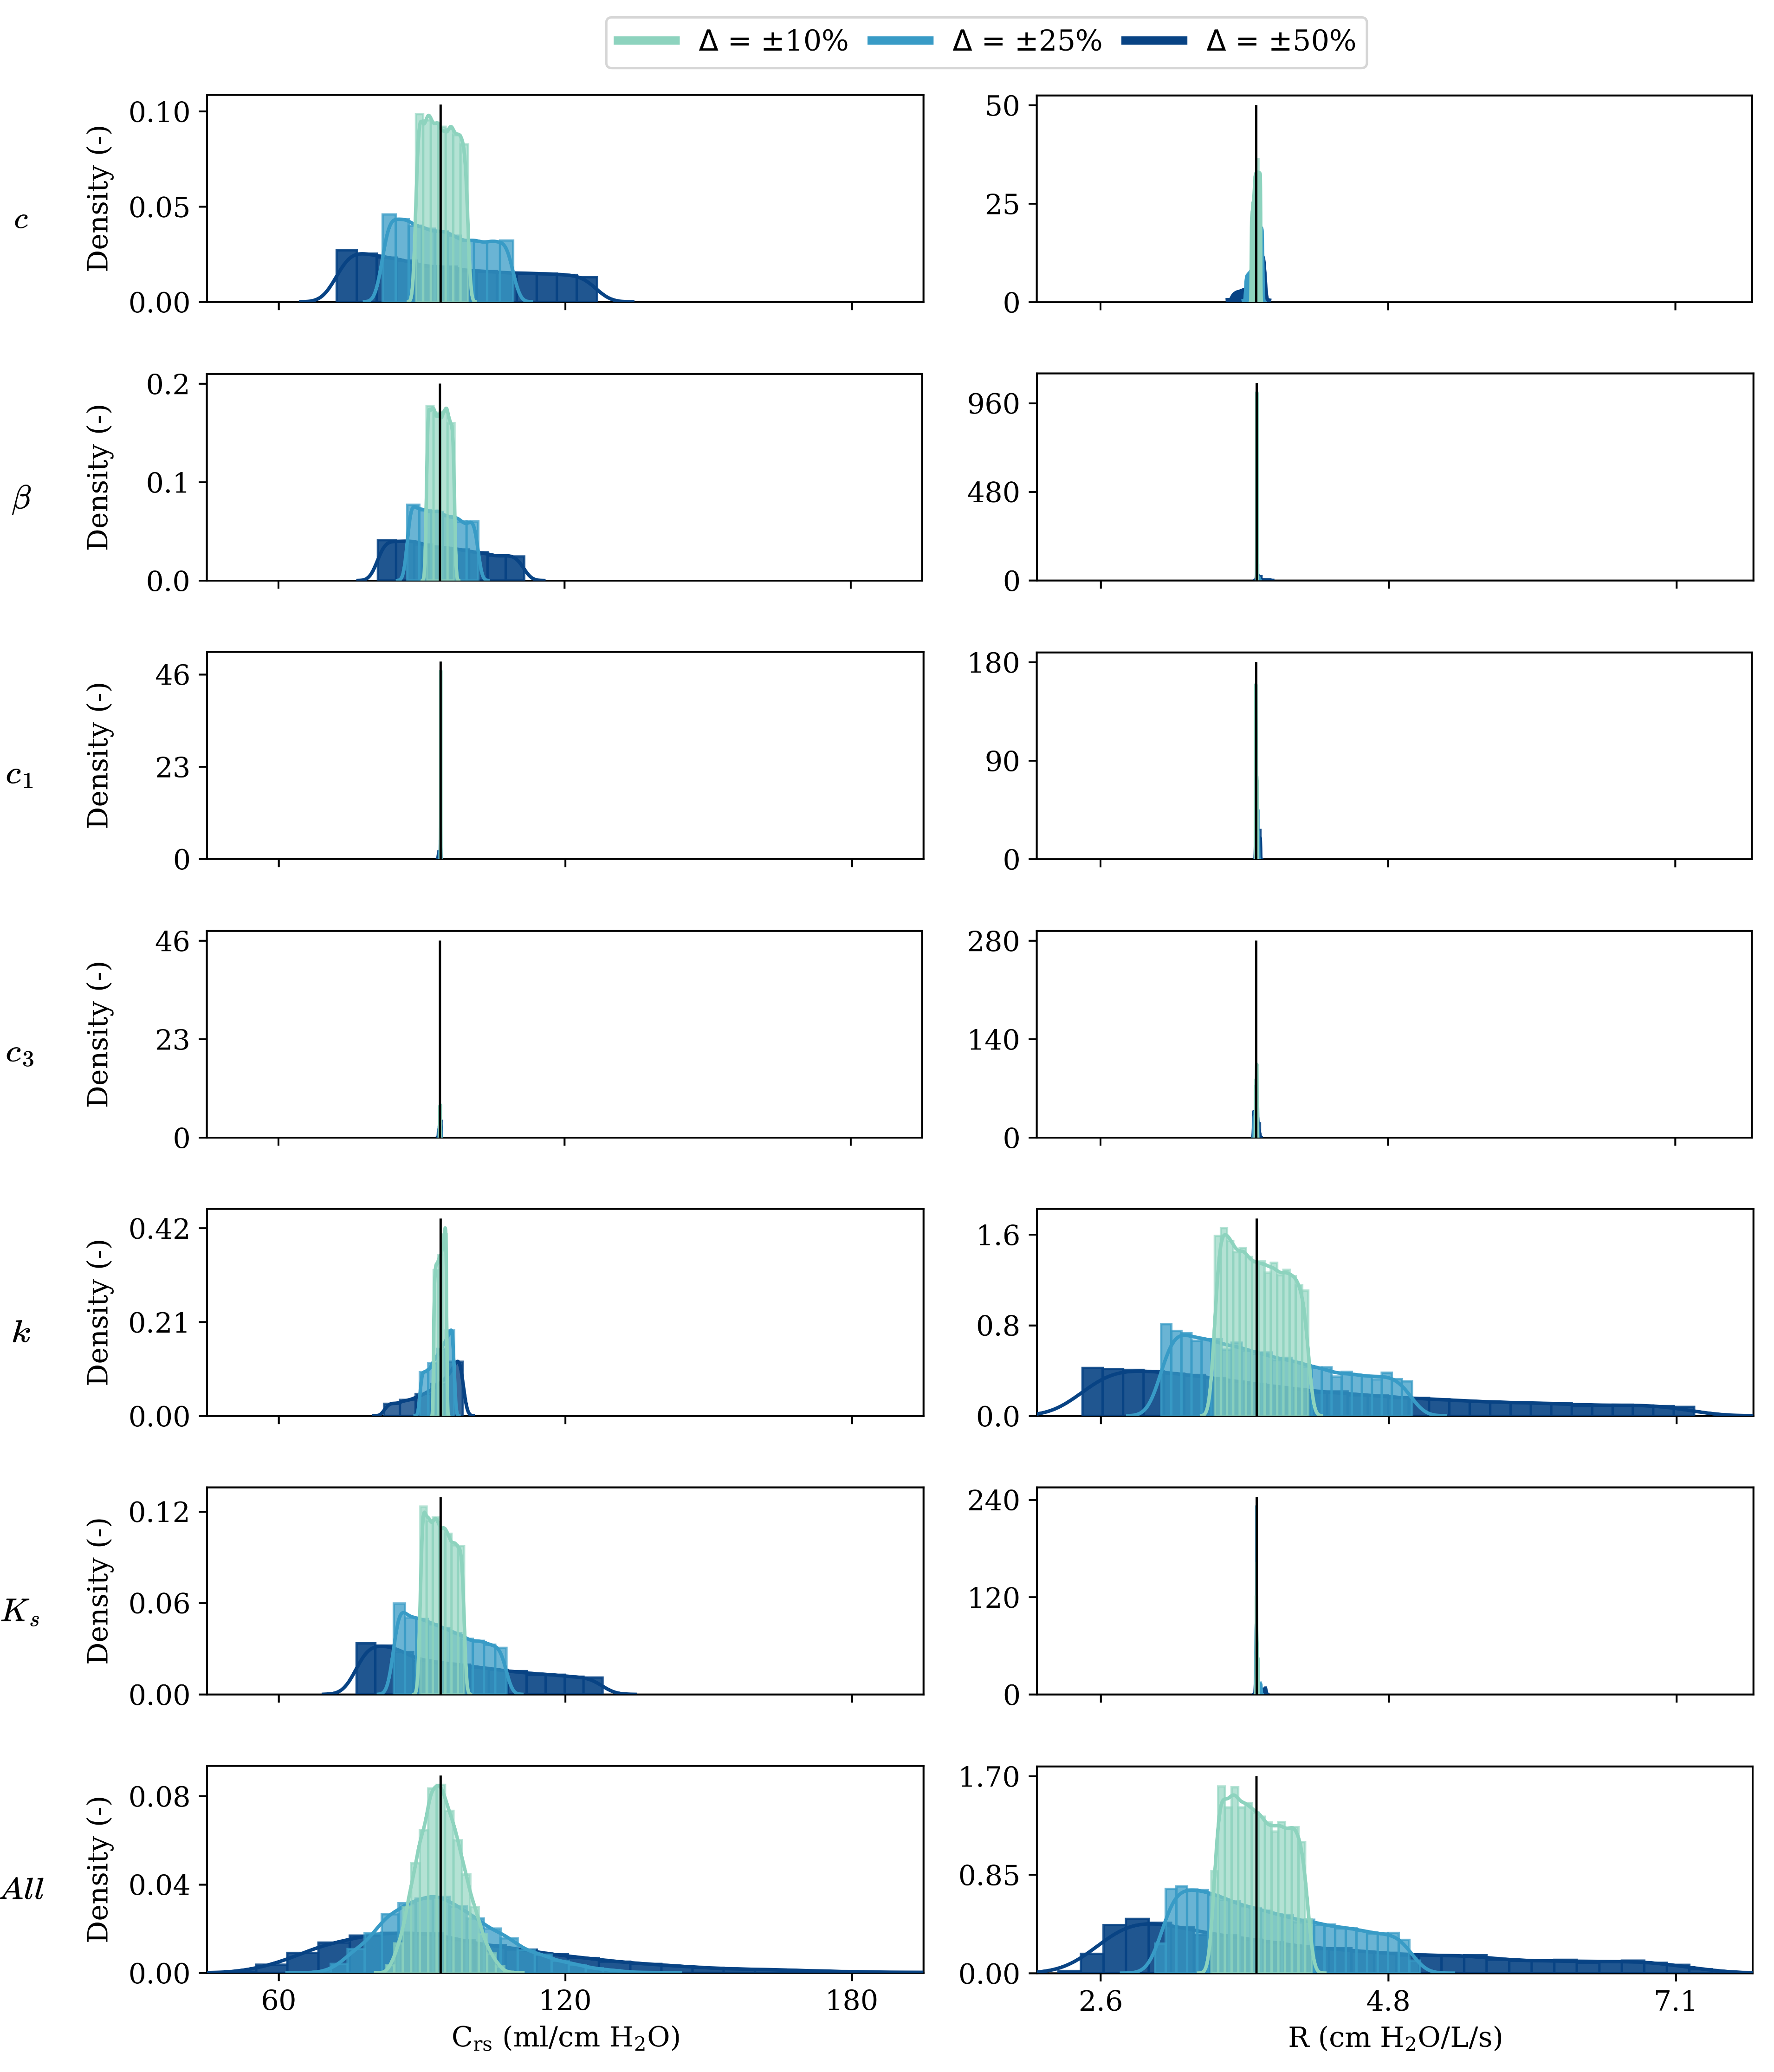 Δ = ±10% Δ = ±25% Δ = ±50%
c
Density (-)
0.10
0.05
0.00
50
25
0
β
Density (-)
0.2
0.1
0.0
960
480
0
c₁
Density (-)
46
23
0
180
90
0
c₃
Density (-)
46
23
0
280
140
0
k
Density (-)
0.42
0.21
0.00
1.6
0.8
0.0
Kₛ
Density (-)
0.12
0.06
0.00
240
120
0
All
Density (-)
0.08
0.04
0.00
1.70
0.85
0.00
60 120 180
2.6 4.8 7.1
Cᵣₛ (ml/cm H₂O)
R (cm H₂O/L/s)